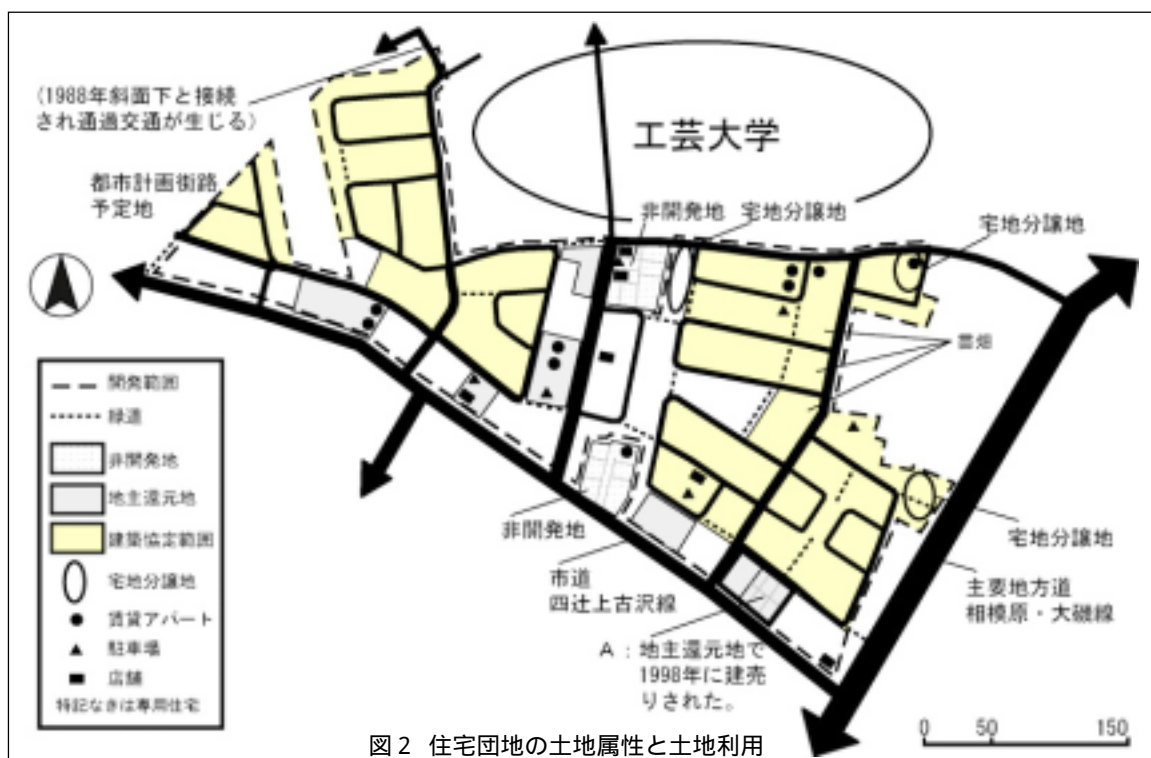 (1988年斜面下と接続
され通過交通が生じる)
工芸大学
都市計画街路
予定地
非開発地
宅地分譲地
宅地分譲地
開発範囲
緑道
非開発地
地主還元地
建築協定範囲
宅地分譲地
賃貸アパート
駐車場
店舗
特記なきは専用住宅
非開発地
市道
四辻上古沢線
A：地主還元地で
1998年に建売
りされた。
宅地分譲地
主要地方道
相模原・大磯線
0 50 150
図2 住宅団地の土地属性と土地利用